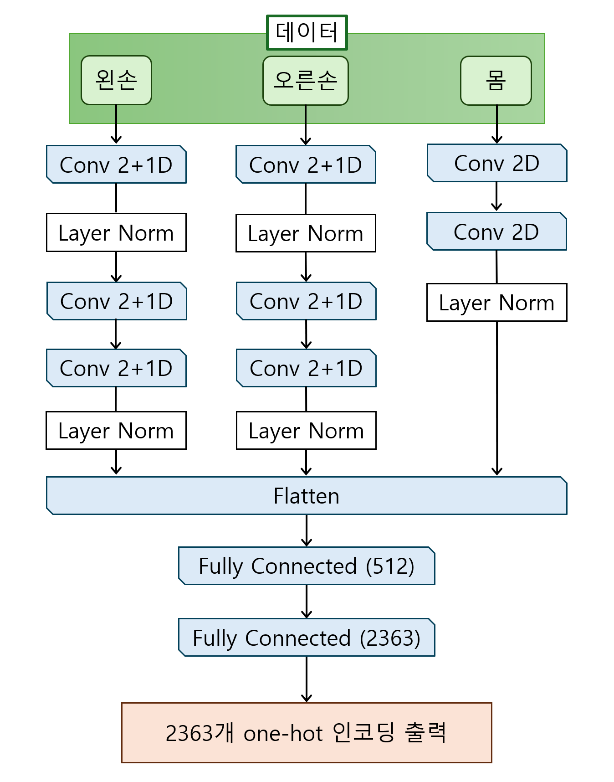 데이터
왼손
오른손
몸
Conv 2+1D
Conv 2+1D
Conv 2D
Layer Norm
Layer Norm
Conv 2D
Conv 2+1D
Conv 2+1D
Layer Norm
Conv 2+1D
Conv 2+1D
Layer Norm
Layer Norm
Flatten
Fully Connected (512)
Fully Connected (2363)
2363개 one-hot 인코딩 출력